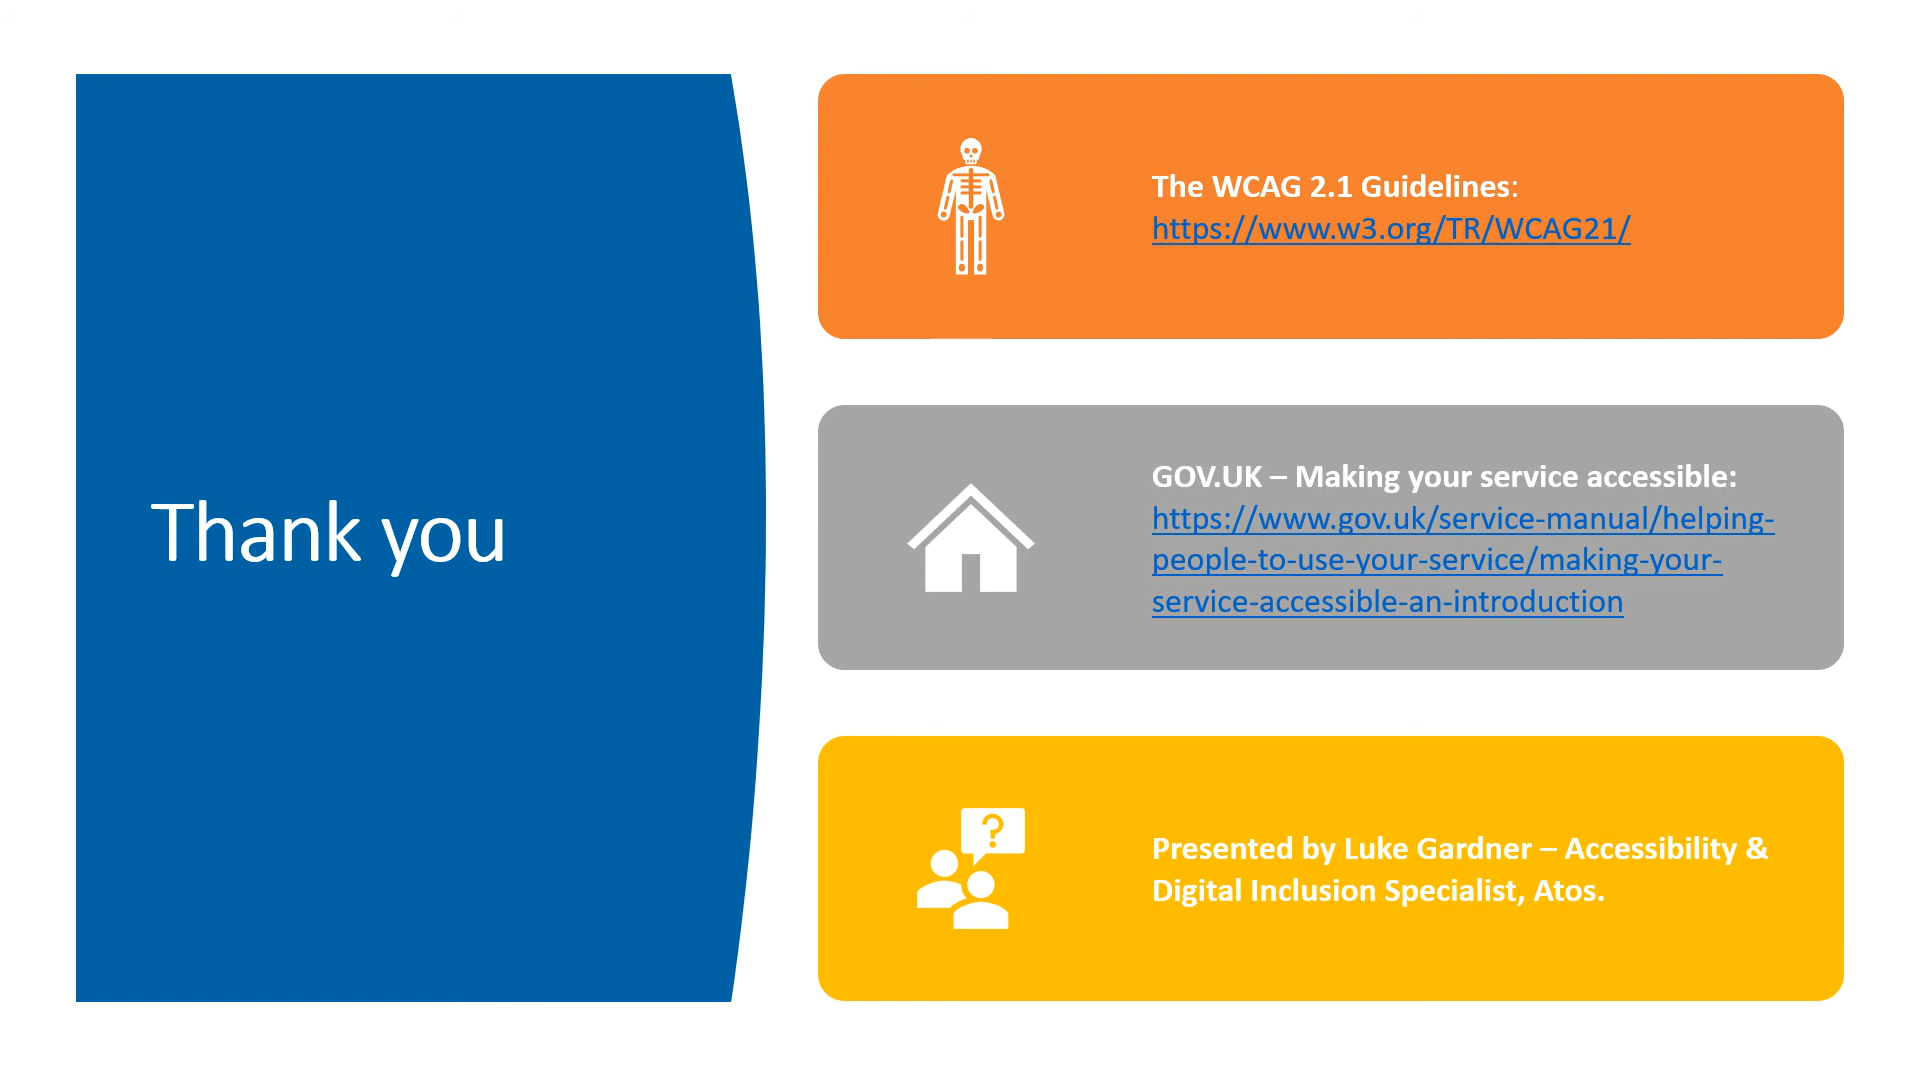 Thank you
The WCAG 2.1 Guidelines:
https://www.w3.org/TR/WCAG21/
GOV.UK – Making your service accessible:
https://www.gov.uk/service-manual/helping-
people-to-use-your-service/making-your-
service-accessible-an-introduction
?
Presented by Luke Gardner – Accessibility &
Digital Inclusion Specialist, Atos.